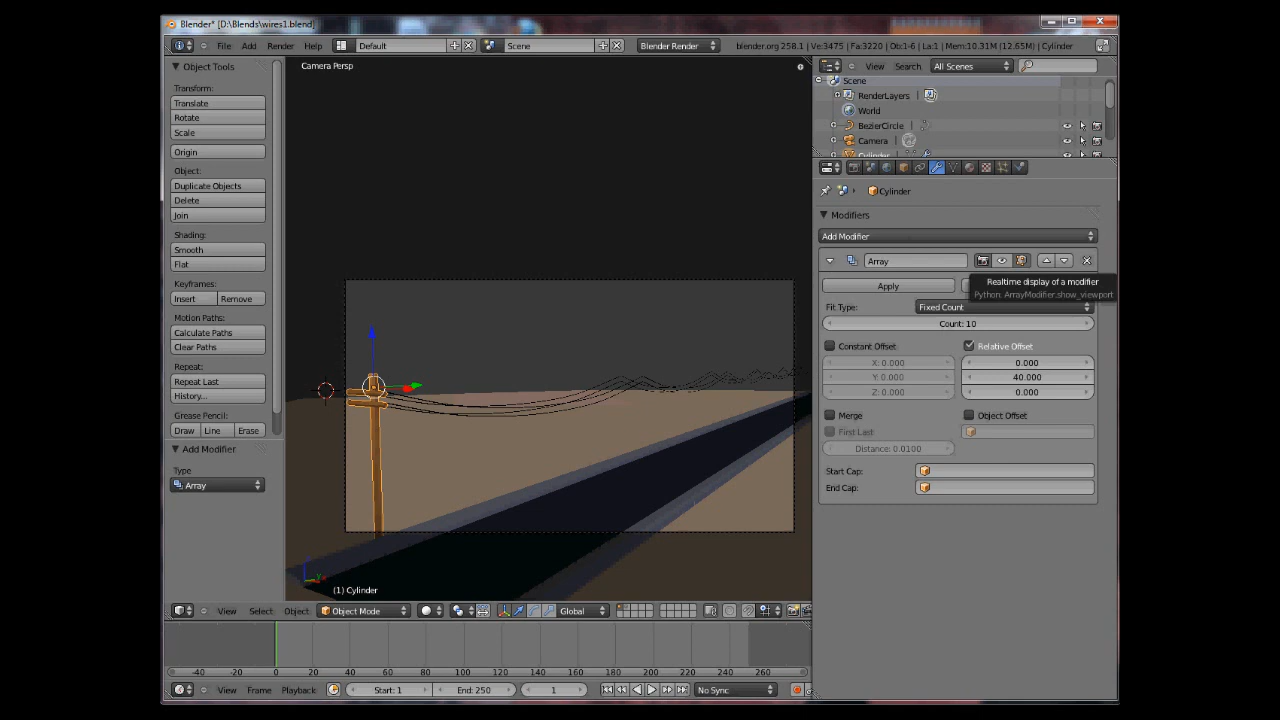 Blender* [D:\Blends\wires1.blend]
File Add Render Help Default Scene Blender Render blender.org 258.1 | Ve:3475 | Fa:3220 | Ob:1-6 | La:1 | Mem:10.31M (12.65M) | Cylinder
Object Tools
Transform:
Translate
Rotate
Scale
Origin
Object:
Duplicate Objects
Delete
Join
Shading:
Smooth
Flat
Keyframes:
Insert Remove
Motion Paths:
Calculate Paths
Clear Paths
Repeat:
Repeat Last
History...
Grease Pencil:
Draw Line Erase
Add Modifier
Type
Array
Camera Persp
(1) Cylinder
View Select Object Object Mode Global
-40 -20 0 20 40 60 80 100 120 140 160 180 200 220 240 260
View Frame Playback Start: 1 End: 250 1 No Sync
View Search All Scenes
Scene
RenderLayers
World
BezierCircle
Camera
Cylinder
Cylinder
Modifiers
Add Modifier
Array
Apply
Realtime display of a modifier
Python: ArrayModifier.show_viewport
Fit Type: Fixed Count
Count: 10
Constant Offset Relative Offset
X: 0.000 0.000
Y: 0.000 40.000
Z: 0.000 0.000
Merge Object Offset
First Last
Distance: 0.0100
Start Cap:
End Cap: